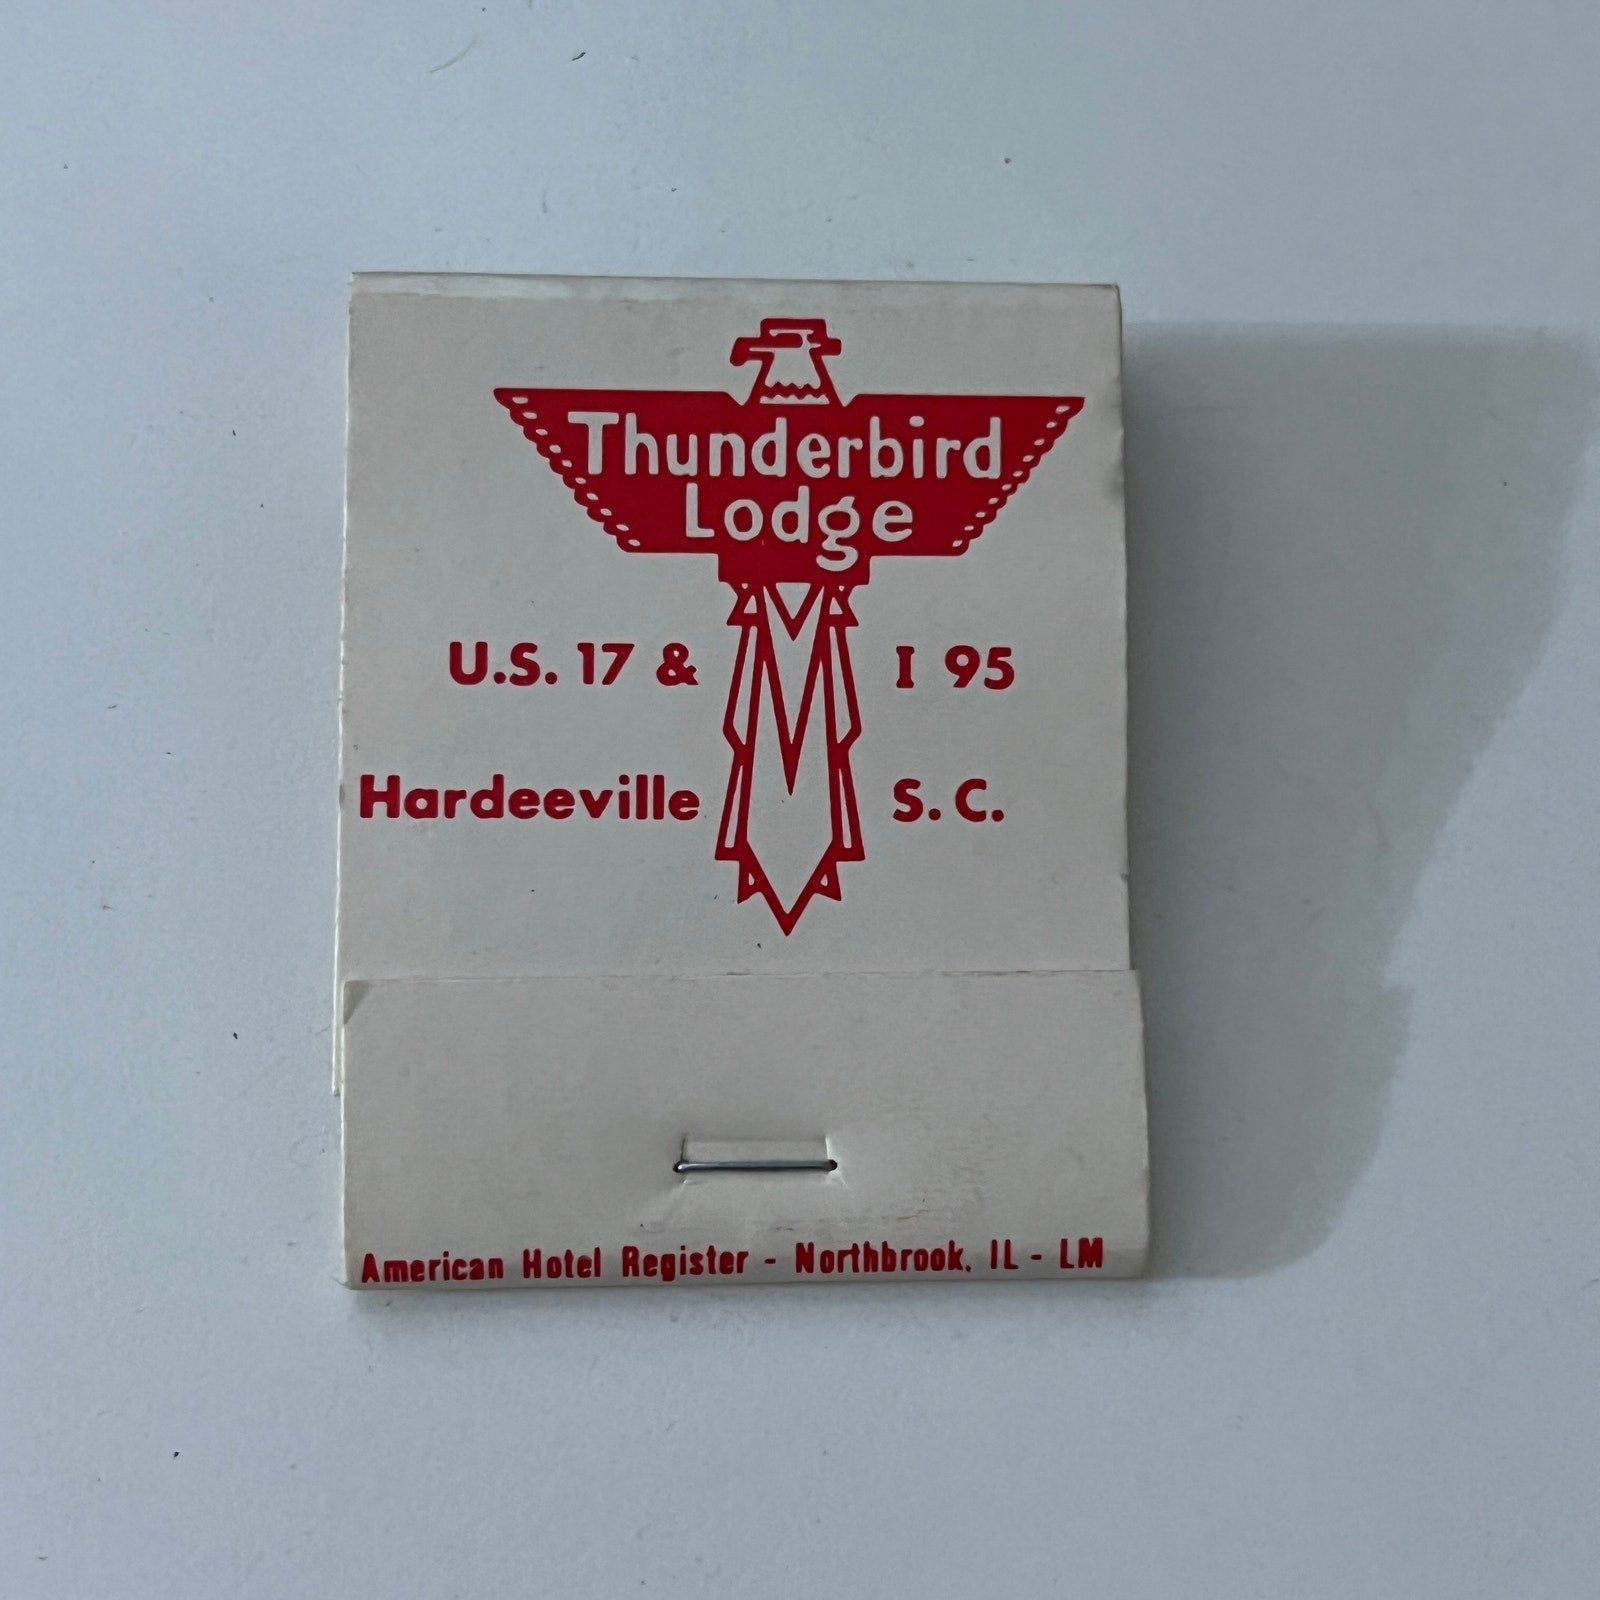 Thunderbird
Lodge
U.S. 17 & I 95
Hardeeville S.C.
American Hotel Register - Northbrook, IL - LM